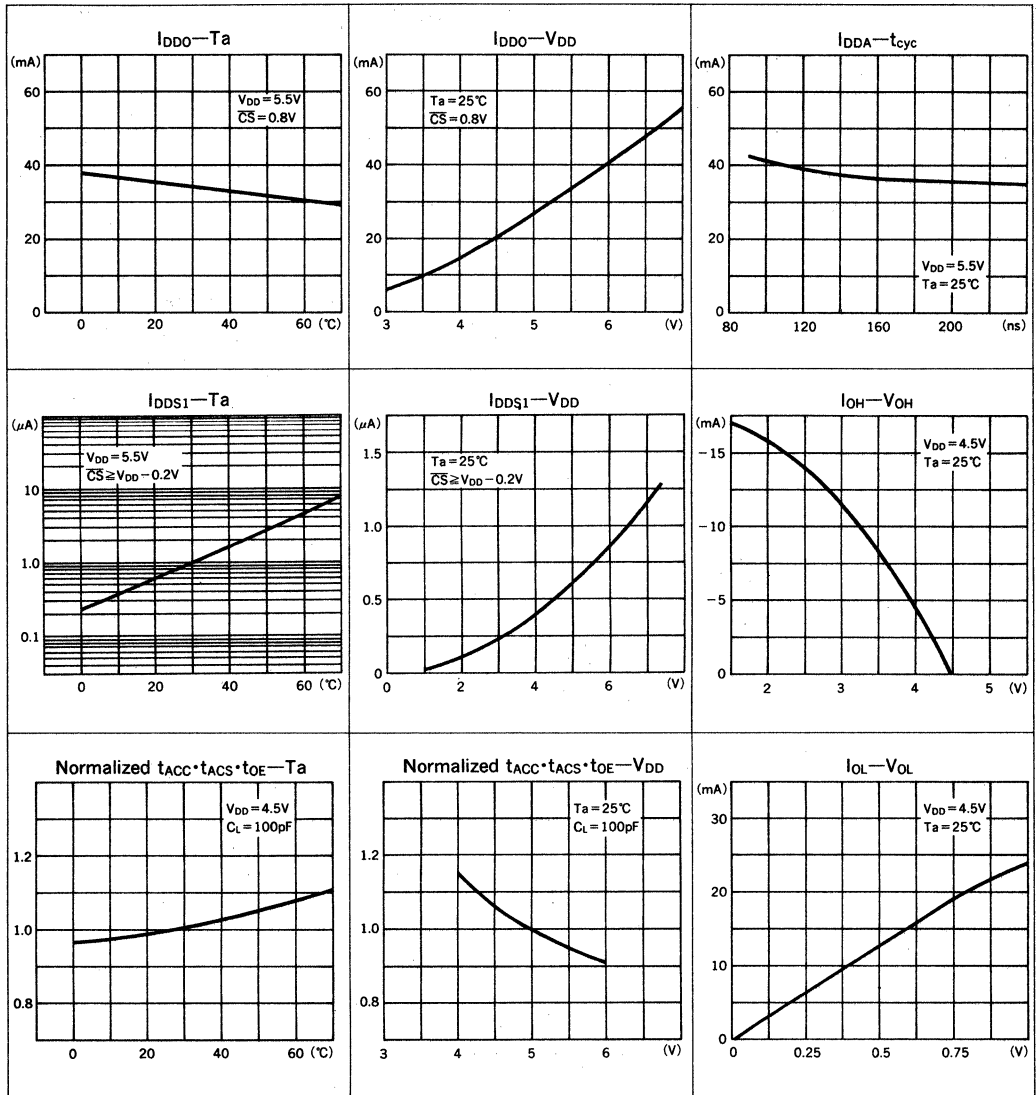 IDDO—Ta
(mA)
60
40
20
0
VDD=5.5V
CS=0.8V
0 20 40 60 (℃)
IDDO—VDD
(mA)
60
40
20
0
Ta=25℃
CS=0.8V
3 4 5 6 (V)
IDDA—tcyc
(mA)
60
40
20
0
VDD=5.5V
Ta=25℃
80 120 160 200 (ns)
IDDS1—Ta
(μA)
10
1.0
0.1
VDD=5.5V
CS≧VDD−0.2V
0 20 40 60 (℃)
IDDS1—VDD
(μA)
1.5
1.0
0.5
0
Ta=25℃
CS≧VDD−0.2V
0 2 4 6 (V)
IOH—VOH
(mA)
−15
−10
−5
0
VDD=4.5V
Ta=25℃
2 3 4 5 (V)
Normalized tACC•tACS•tOE—Ta
1.2
1.0
0.8
VDD=4.5V
CL=100pF
0 20 40 60 (℃)
Normalized tACC•tACS•tOE—VDD
1.2
1.0
0.8
Ta=25℃
CL=100pF
3 4 5 6 (V)
IOL—VOL
(mA)
30
20
10
0
VDD=4.5V
Ta=25℃
0 0.25 0.5 0.75 (V)